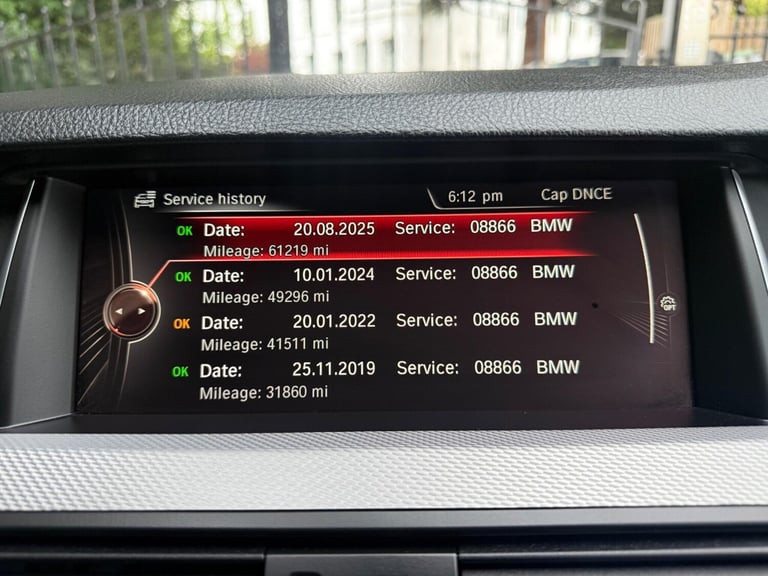 Service history 6:12 pm Cap DNCE
OK Date: 20.08.2025 Service: 08866 BMW
Mileage: 61219 mi
OK Date: 10.01.2024 Service: 08866 BMW
Mileage: 49296 mi
OK Date: 20.01.2022 Service: 08866 BMW
Mileage: 41511 mi
OK Date: 25.11.2019 Service: 08866 BMW
Mileage: 31860 mi